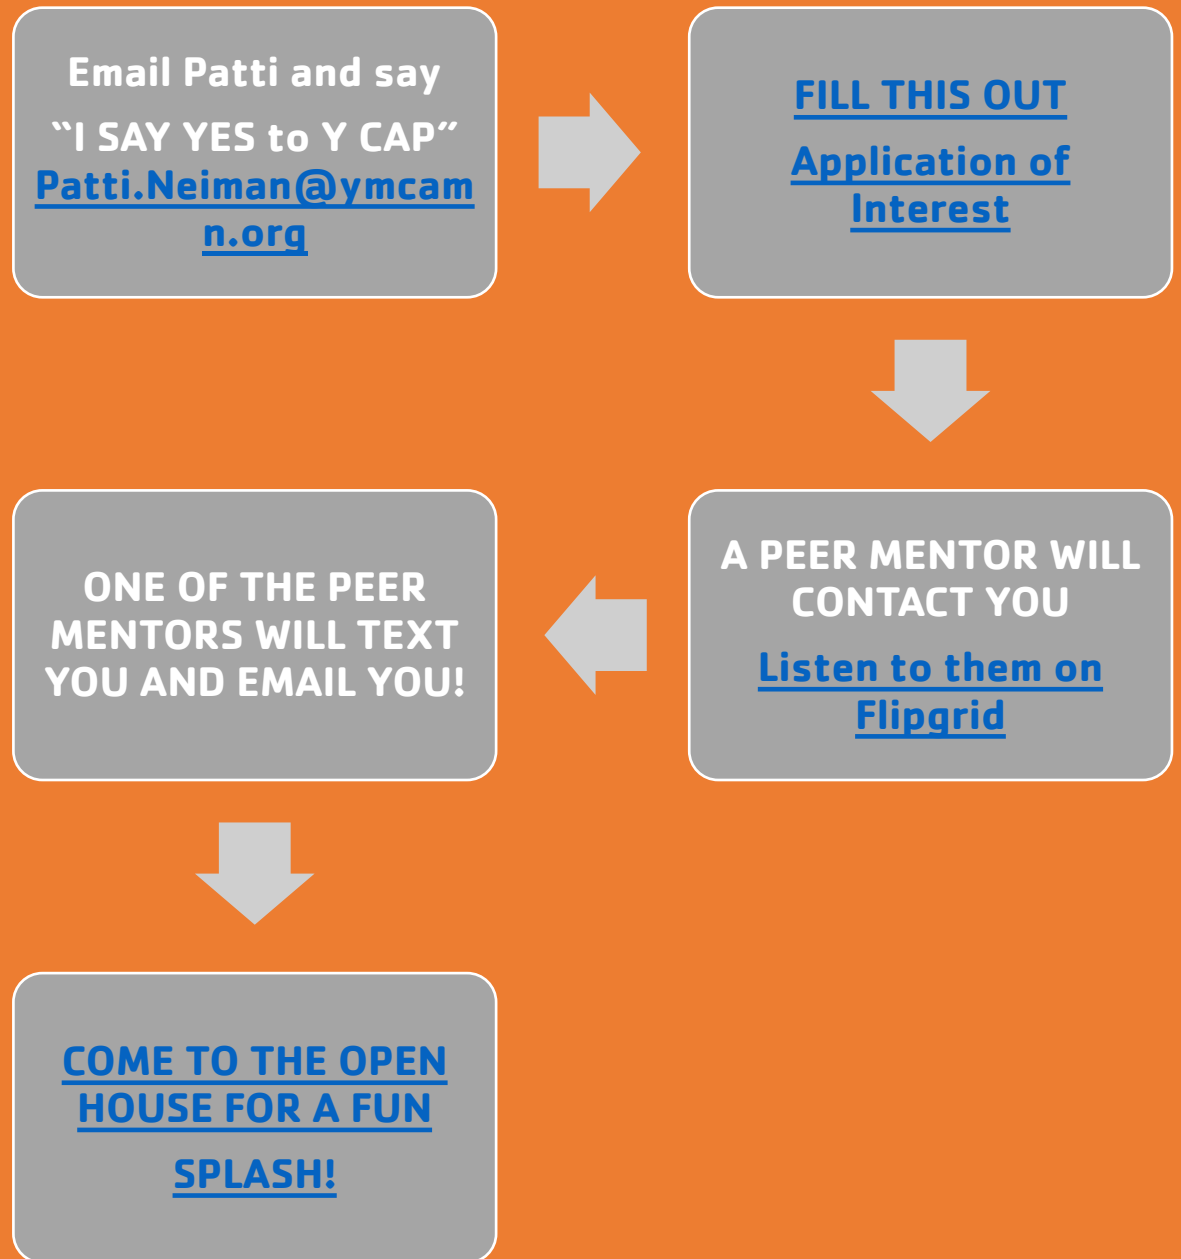 Email Patti and say
“I SAY YES to Y CAP”
Patti.Neiman@ymcam
n.org
FILL THIS OUT
Application of
Interest
A PEER MENTOR WILL
CONTACT YOU
Listen to them on
Flipgrid
ONE OF THE PEER
MENTORS WILL TEXT
YOU AND EMAIL YOU!
COME TO THE OPEN
HOUSE FOR A FUN
SPLASH!